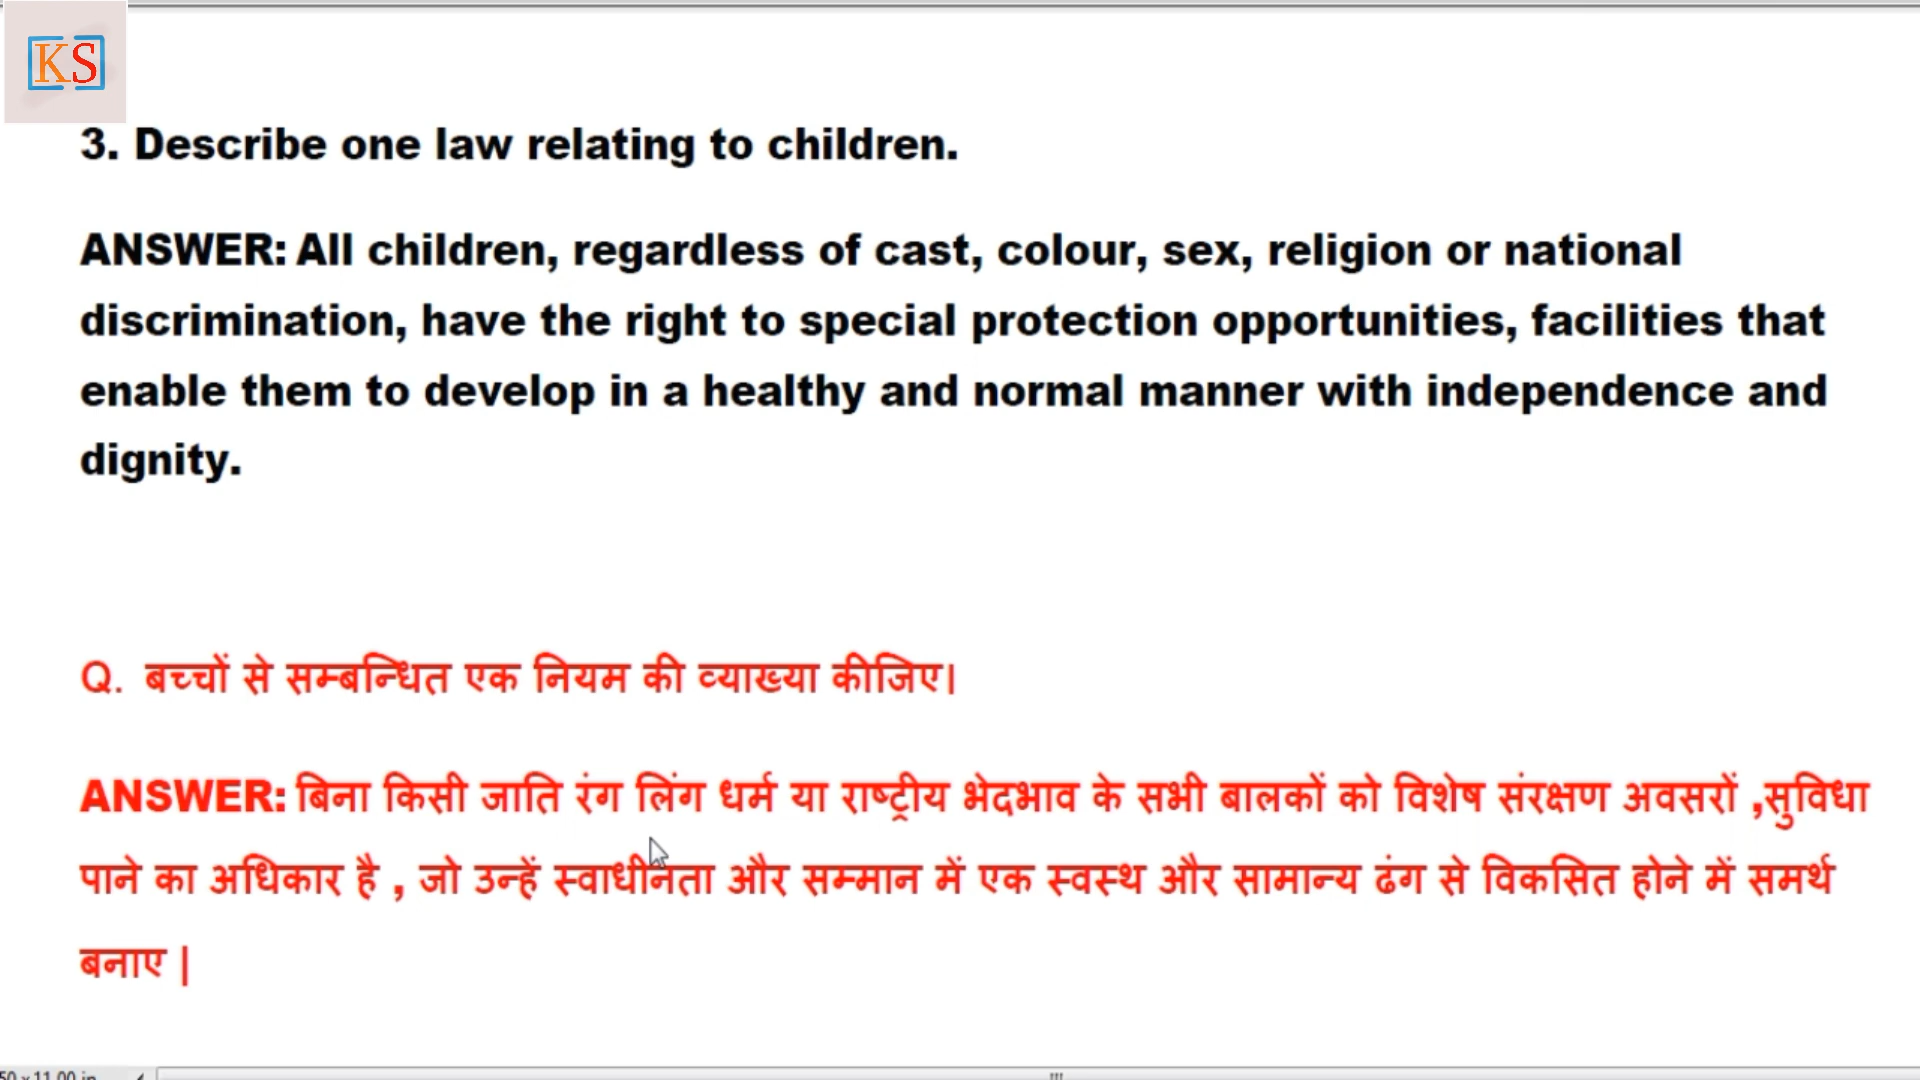 KS
3. Describe one law relating to children.
ANSWER: All children, regardless of cast, colour, sex, religion or national
discrimination, have the right to special protection opportunities, facilities that
enable them to develop in a healthy and normal manner with independence and
dignity.
Q. बच्चों से सम्बन्धित एक नियम की व्याख्या कीजिए।
ANSWER: बिना किसी जाति रंग लिंग धर्म या राष्ट्रीय भेदभाव के सभी बालकों को विशेष संरक्षण अवसरों ,सुविधा
पाने का अधिकार है , जो उन्हें स्वाधीनता और सम्मान में एक स्वस्थ और सामान्य ढंग से विकसित होने में समर्थ
बनाए |